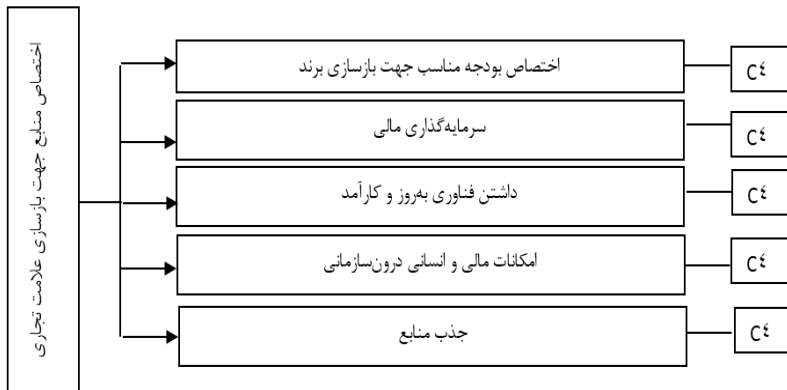 اختصاص منابع جهت بازسازی علامت تجاری
اختصاص بودجه مناسب جهت بازسازی برند
C٤
سرمایه‌گذاری مالی
C٤
داشتن فناوری به‌روز و کارآمد
C٤
امکانات مالی و انسانی درون‌سازمانی
C٤
جذب منابع
C٤